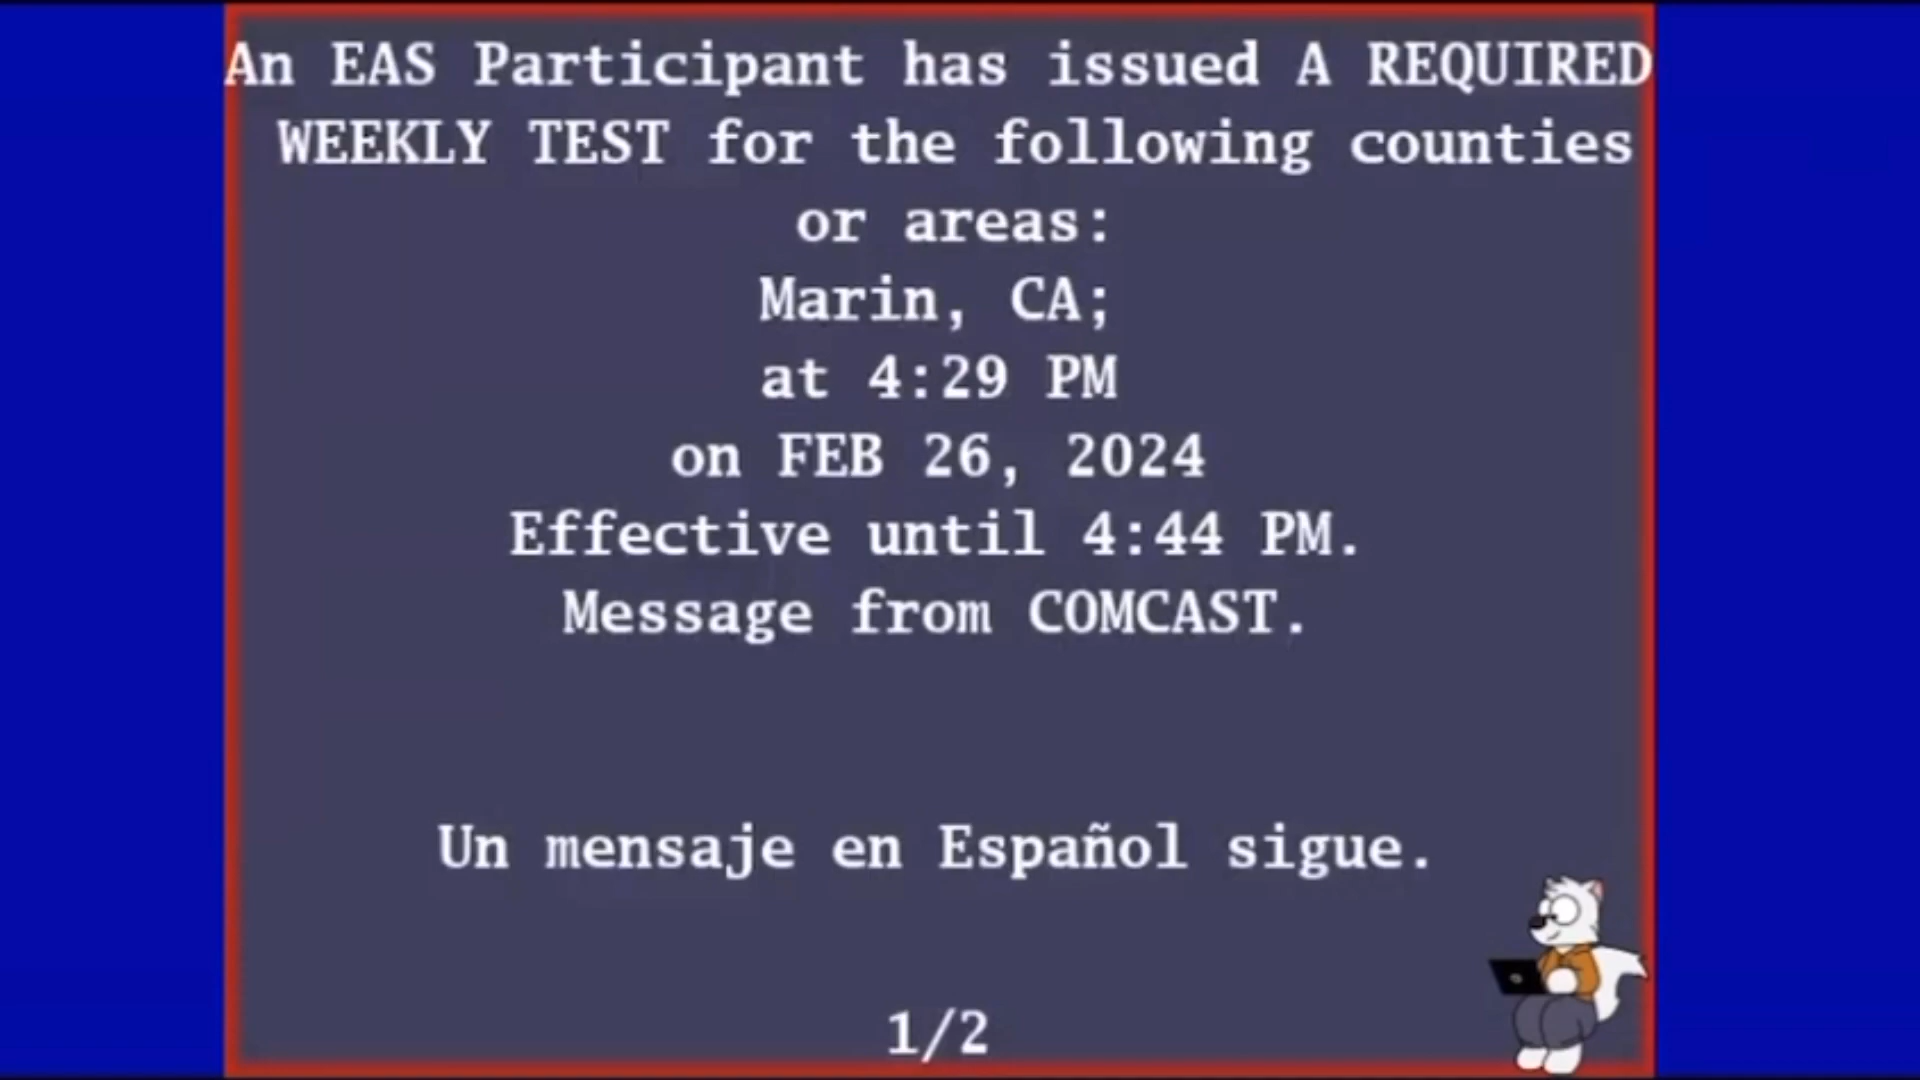 An EAS Participant has issued A REQUIRED
WEEKLY TEST for the following counties
or areas:
Marin, CA;
at 4:29 PM
on FEB 26, 2024
Effective until 4:44 PM.
Message from COMCAST.
Un mensaje en Español sigue.
1/2